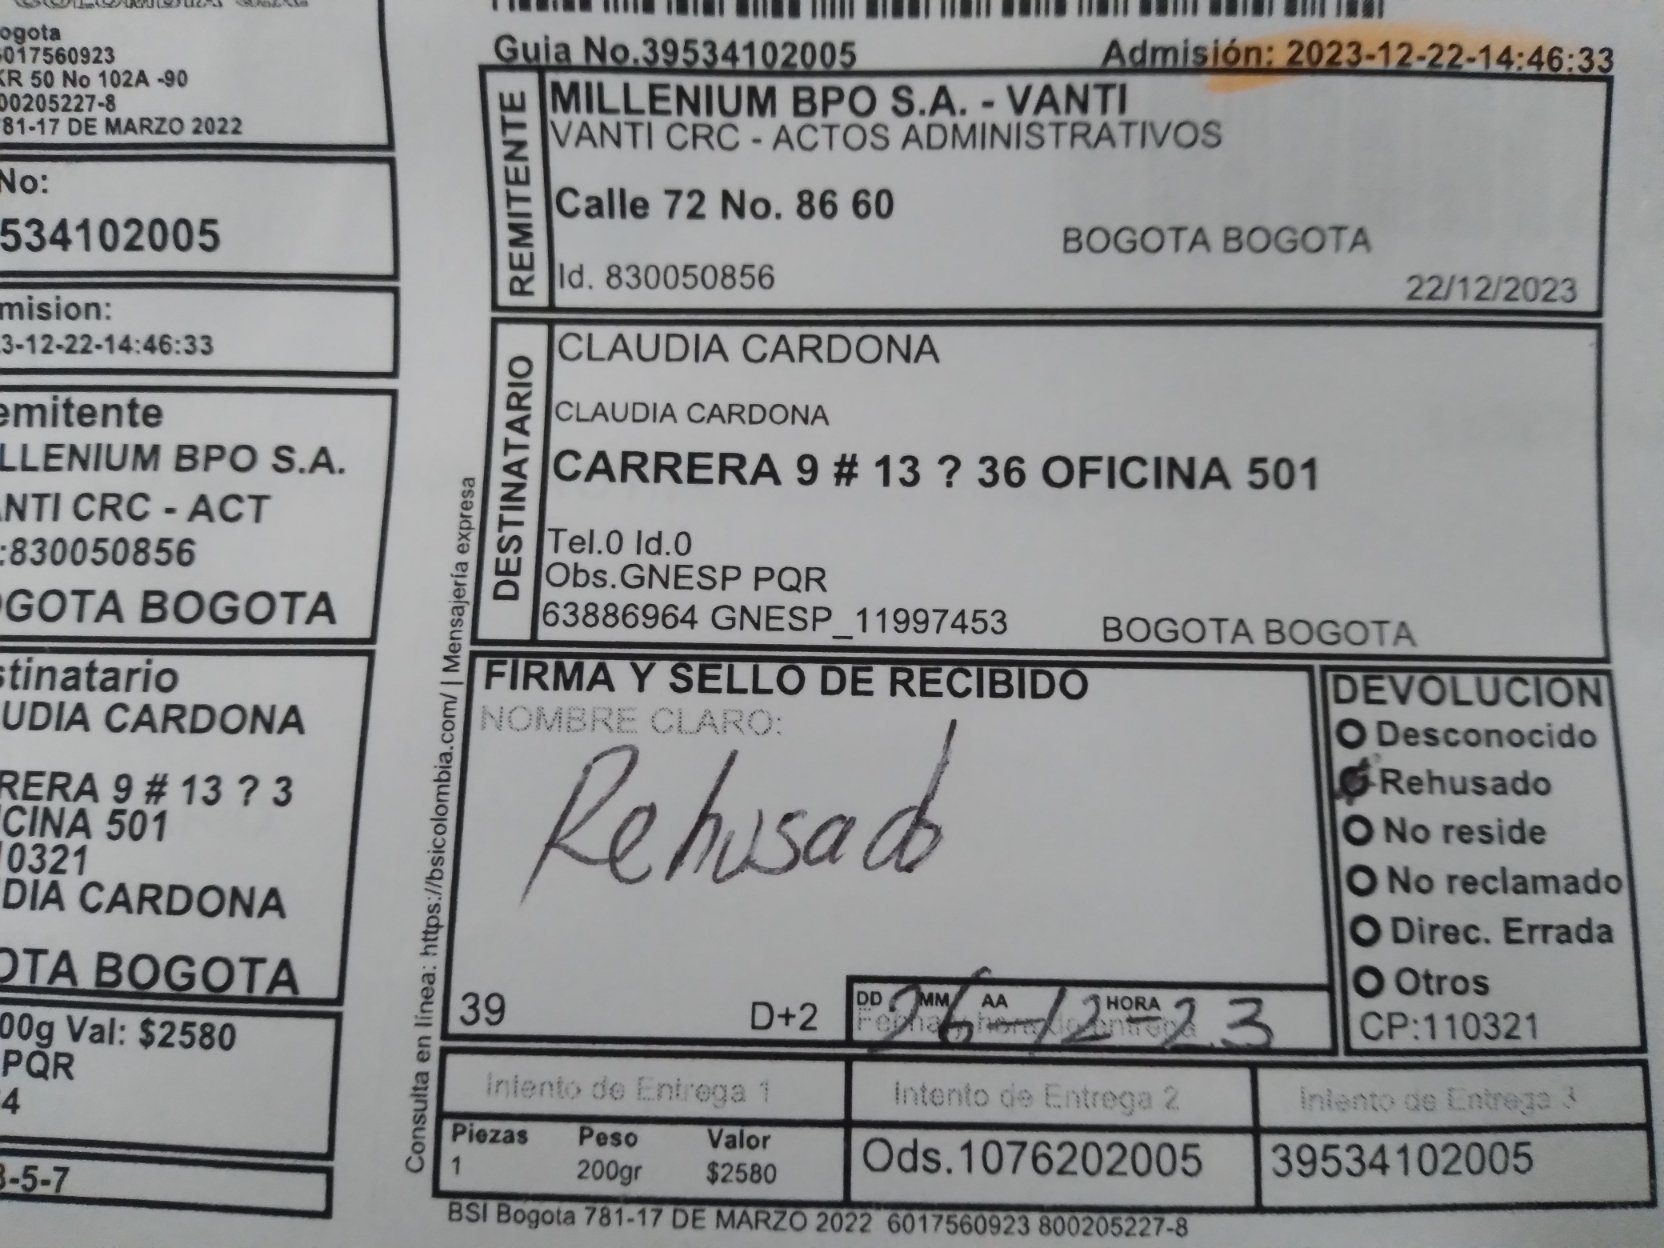 ogota
6017560923
KR 50 No 102A -90
00205227-8
781-17 DE MARZO 2022
No:
534102005
mision:
3-12-22-14:46:33
emitente
LLENIUM BPO S.A.
ANTI CRC - ACT
:830050856
OGOTA BOGOTA
stinatario
UDIA CARDONA
RERA 9 # 13 ? 3
CINA 501
10321
DIA CARDONA
OTA BOGOTA
00g Val: $2580
PQR
4
3-5-7
Guia No.39534102005
Admisión: 2023-12-22-14:46:33
REMITENTE
MILLENIUM BPO S.A. - VANTI
VANTI CRC - ACTOS ADMINISTRATIVOS
Calle 72 No. 86 60
BOGOTA BOGOTA
Id. 830050856
22/12/2023
DESTINATARIO
CLAUDIA CARDONA
CLAUDIA CARDONA
CARRERA 9 # 13 ? 36 OFICINA 501
Tel.0 Id.0
Obs.GNESP PQR
63886964 GNESP_11997453
BOGOTA BOGOTA
Consulta en línea: https://bsicolombia.com/ | Mensajería expresa
FIRMA Y SELLO DE RECIBIDO
NOMBRE CLARO:
Rehusado
39
D+2
DD MM AA HORA
Fecha y hora de entrega
26-12-23
DEVOLUCION
Desconocido
Rehusado
No reside
No reclamado
Direc. Errada
Otros
CP:110321
Intento de Entrega 1
Intento de Entrega 2
Intento de Entrega 3
Piezas Peso Valor
1 200gr $2580
Ods.1076202005
39534102005
BSI Bogota 781-17 DE MARZO 2022 6017560923 800205227-8